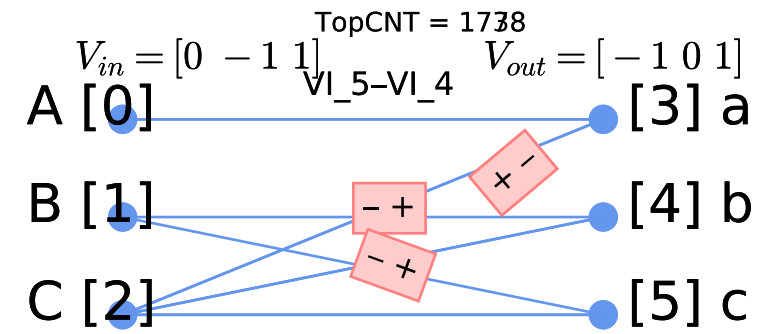 TopCNT = 1738
V_in = [0 − 1 1] V_out = [− 1 0 1]
VI_5–VI_4
A [0] [3] a
B [1] [4] b
C [2] [5] c
– +
+ –
– +